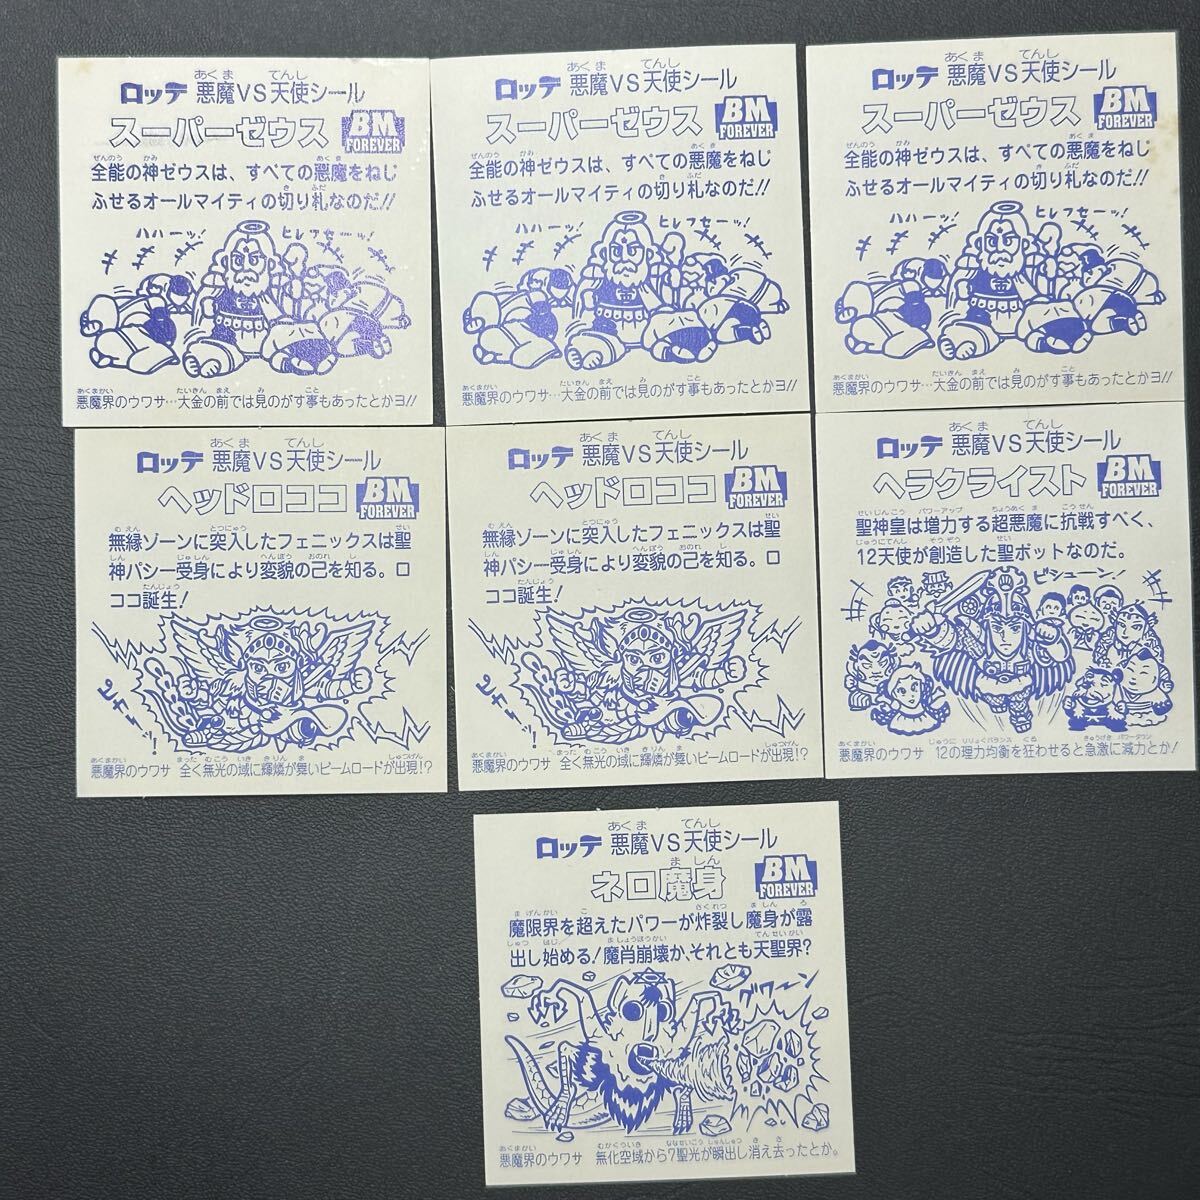 ロッテ 悪魔VS天使シール
スーパーゼウス
BM
FOREVER
全能の神ゼウスは、すべての悪魔をねじ
ふせるオールマイティの切り札なのだ!!
ハハーッ!
ヒレフセーッ!
悪魔界のウワサ…大金の前では見のがす事もあったとかヨ!!
ロッテ 悪魔VS天使シール
スーパーゼウス
BM
FOREVER
全能の神ゼウスは、すべての悪魔をねじ
ふせるオールマイティの切り札なのだ!!
ハハーッ!
ヒレフセーッ!
悪魔界のウワサ…大金の前では見のがす事もあったとかヨ!!
ロッテ 悪魔VS天使シール
スーパーゼウス
BM
FOREVER
全能の神ゼウスは、すべての悪魔をねじ
ふせるオールマイティの切り札なのだ!!
ハハーッ!
ヒレフセーッ!
悪魔界のウワサ…大金の前では見のがす事もあったとかヨ!!
ロッテ 悪魔VS天使シール
ヘッドロココ
BM
FOREVER
無縁ゾーンに突入したフェニックスは聖
神パシー受身により変貌の己を知る。ロ
ココ誕生!
悪魔界のウワサ 全く無光の域に輝燐が舞いビームロードが出現!?
ロッテ 悪魔VS天使シール
ヘッドロココ
BM
FOREVER
無縁ゾーンに突入したフェニックスは聖
神パシー受身により変貌の己を知る。ロ
ココ誕生!
悪魔界のウワサ 全く無光の域に輝燐が舞いビームロードが出現!?
ロッテ 悪魔VS天使シール
ヘラクライスト
BM
FOREVER
聖神皇は増力する超悪魔に抗戦すべく、
12天使が創造した聖ボットなのだ。
ビシューン!
悪魔界のウワサ 12の理力均衡を狂わせると急激に減力とか!
ロッテ 悪魔VS天使シール
ネロ魔身
BM
FOREVER
魔限界を超えたパワーが炸裂し魔身が露
出し始める!魔肖崩壊か、それとも天聖界?
グワーン
悪魔界のウワサ 無化空域から7聖光が瞬出し消え去ったとか。